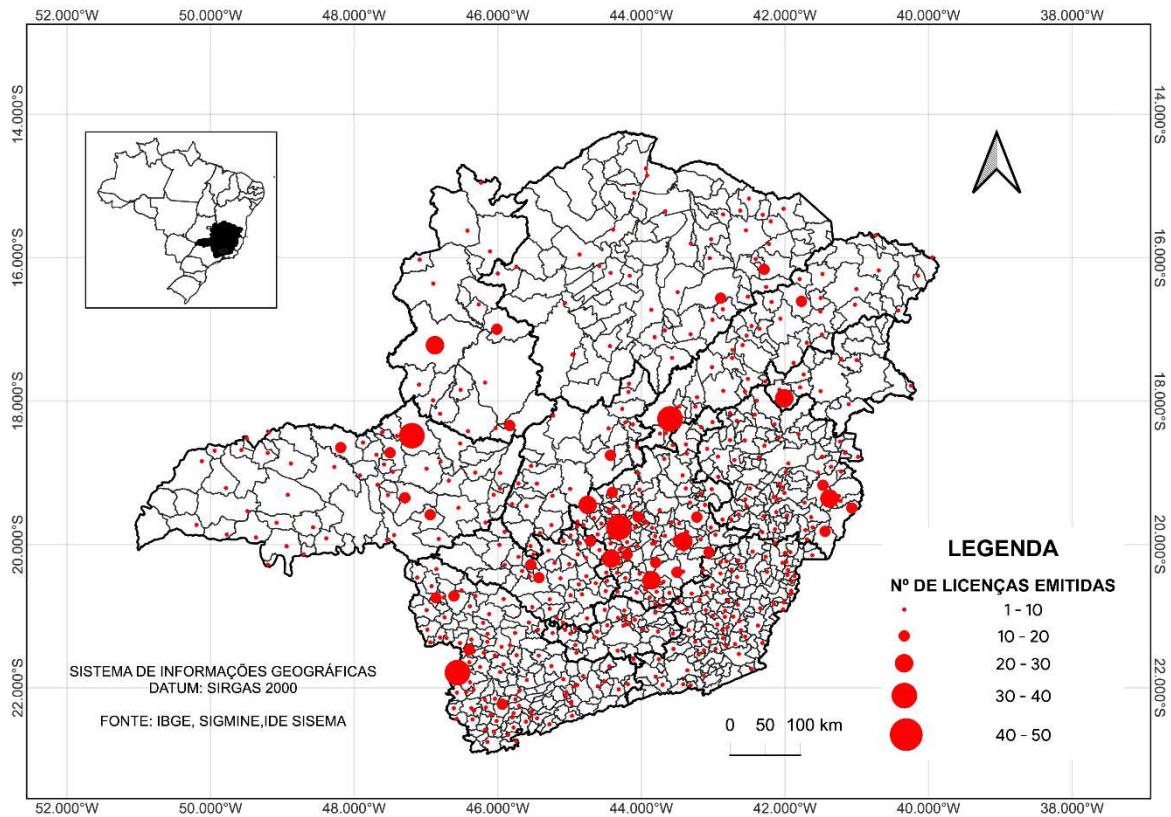 52.000°W 50.000°W 48.000°W 46.000°W 44.000°W 42.000°W 40.000°W 38.000°W
14.000°S 14.000°S
16.000°S 16.000°S
18.000°S 18.000°S
20.000°S 20.000°S
22.000°S 22.000°S
LEGENDA
Nº DE LICENÇAS EMITIDAS
1 - 10
10 - 20
20 - 30
30 - 40
40 - 50
SISTEMA DE INFORMAÇÕES GEOGRÁFICAS
DATUM: SIRGAS 2000
FONTE: IBGE, SIGMINE,IDE SISEMA
0 50 100 km
52.000°W 50.000°W 48.000°W 46.000°W 44.000°W 42.000°W 40.000°W 38.000°W